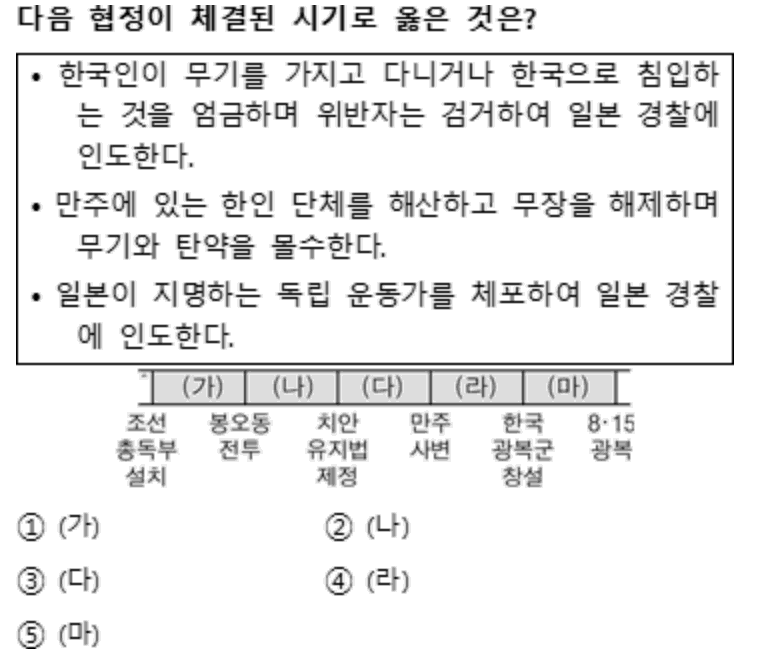 다음 협정이 체결된 시기로 옳은 것은?
• 한국인이 무기를 가지고 다니거나 한국으로 침입하
는 것을 엄금하며 위반자는 검거하여 일본 경찰에
인도한다.
• 만주에 있는 한인 단체를 해산하고 무장을 해제하며
무기와 탄약을 몰수한다.
• 일본이 지명하는 독립 운동가를 체포하여 일본 경찰
에 인도한다.
(가) (나) (다) (라) (마)
조선 봉오동 치안 만주 한국 8·15
총독부 전투 유지법 사변 광복군 광복
설치 제정 창설
① (가) ② (나)
③ (다) ④ (라)
⑤ (마)